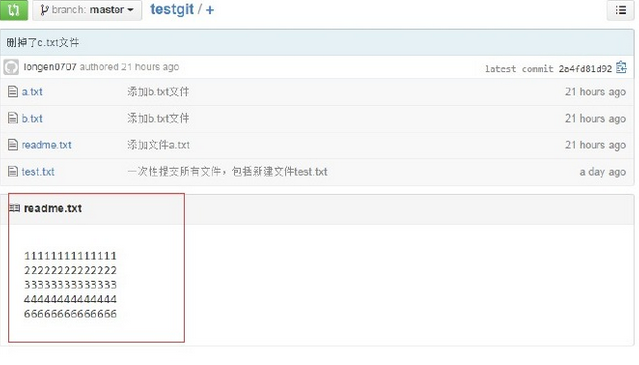 branch: master testgit / +
删掉了c.txt文件
longen0707 authored 21 hours ago latest commit 2a4fd81d92
a.txt 添加b.txt文件 21 hours ago
b.txt 添加b.txt文件 21 hours ago
readme.txt 添加文件a.txt 21 hours ago
test.txt 一次性提交所有文件，包括新建文件test.txt a day ago
readme.txt
11111111111111
22222222222222
33333333333333
44444444444444
66666666666666